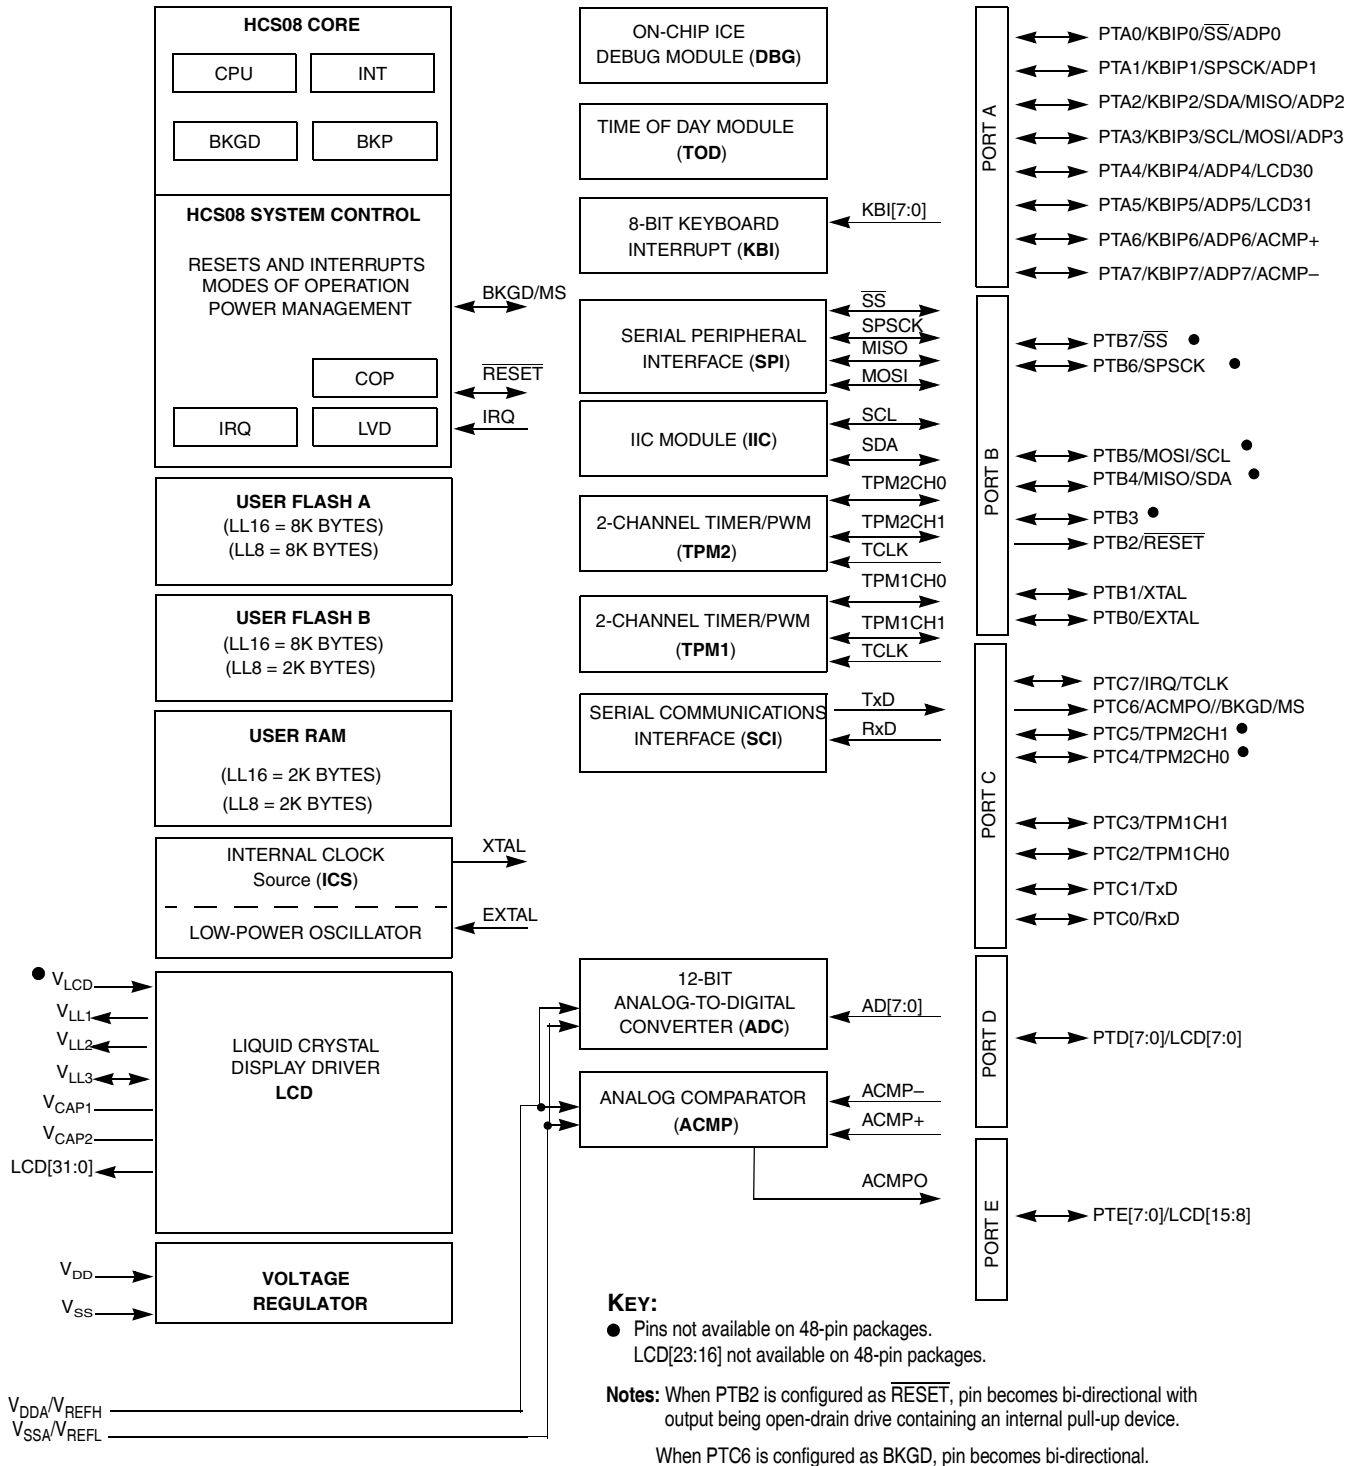 HCS08 CORE
CPU
INT
BKGD
BKP
HCS08 SYSTEM CONTROL
RESETS AND INTERRUPTS
MODES OF OPERATION
POWER MANAGEMENT
BKGD/MS
COP
RESET
IRQ
LVD
IRQ
USER FLASH A
(LL16 = 8K BYTES)
(LL8 = 8K BYTES)
USER FLASH B
(LL16 = 8K BYTES)
(LL8 = 2K BYTES)
USER RAM
(LL16 = 2K BYTES)
(LL8 = 2K BYTES)
INTERNAL CLOCK
Source (ICS)
LOW-POWER OSCILLATOR
XTAL
EXTAL
● VLCD
VLL1
VLL2
VLL3
VCAP1
VCAP2
LCD[31:0]
LIQUID CRYSTAL
DISPLAY DRIVER
LCD
VDD
VSS
VOLTAGE
REGULATOR
VDDA/VREFH
VSSA/VREFL
ON-CHIP ICE
DEBUG MODULE (DBG)
TIME OF DAY MODULE
(TOD)
8-BIT KEYBOARD
INTERRUPT (KBI)
KBI[7:0]
SERIAL PERIPHERAL
INTERFACE (SPI)
SS
SPSCK
MISO
MOSI
IIC MODULE (IIC)
SCL
SDA
2-CHANNEL TIMER/PWM
(TPM2)
TPM2CH0
TPM2CH1
TCLK
2-CHANNEL TIMER/PWM
(TPM1)
TPM1CH0
TPM1CH1
TCLK
SERIAL COMMUNICATIONS
INTERFACE (SCI)
TxD
RxD
12-BIT
ANALOG-TO-DIGITAL
CONVERTER (ADC)
AD[7:0]
ANALOG COMPARATOR
(ACMP)
ACMP–
ACMP+
ACMPO
PORT A
PTA0/KBIP0/SS/ADP0
PTA1/KBIP1/SPSCK/ADP1
PTA2/KBIP2/SDA/MISO/ADP2
PTA3/KBIP3/SCL/MOSI/ADP3
PTA4/KBIP4/ADP4/LCD30
PTA5/KBIP5/ADP5/LCD31
PTA6/KBIP6/ADP6/ACMP+
PTA7/KBIP7/ADP7/ACMP–
PORT B
PTB7/SS ●
PTB6/SPSCK ●
PTB5/MOSI/SCL ●
PTB4/MISO/SDA ●
PTB3 ●
PTB2/RESET
PTB1/XTAL
PTB0/EXTAL
PORT C
PTC7/IRQ/TCLK
PTC6/ACMPO//BKGD/MS
PTC5/TPM2CH1 ●
PTC4/TPM2CH0 ●
PTC3/TPM1CH1
PTC2/TPM1CH0
PTC1/TxD
PTC0/RxD
PORT D
PTD[7:0]/LCD[7:0]
PORT E
PTE[7:0]/LCD[15:8]
KEY:
● Pins not available on 48-pin packages.
LCD[23:16] not available on 48-pin packages.
Notes: When PTB2 is configured as RESET, pin becomes bi-directional with
output being open-drain drive containing an internal pull-up device.
When PTC6 is configured as BKGD, pin becomes bi-directional.